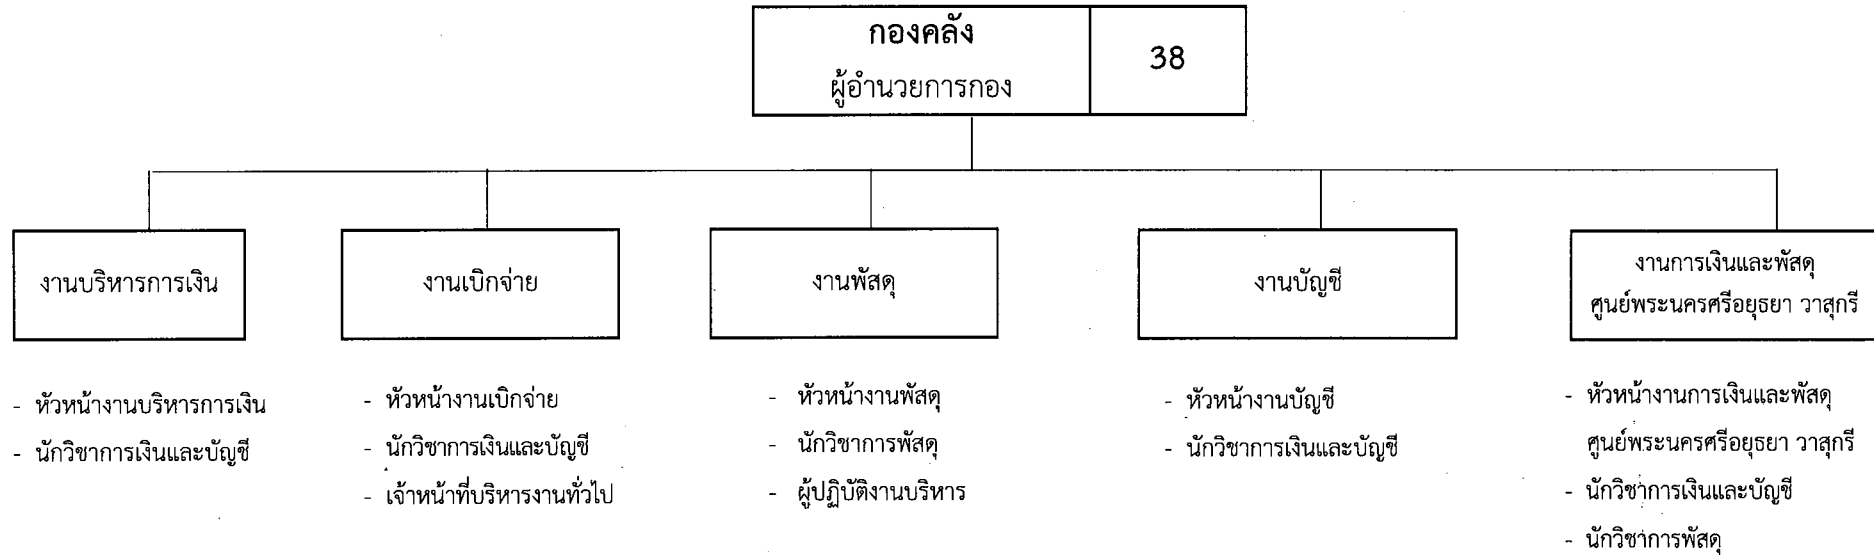 กองคลัง
ผู้อำนวยการกอง
38
งานบริหารการเงิน
งานเบิกจ่าย
งานพัสดุ
งานบัญชี
งานการเงินและพัสดุ
ศูนย์พระนครศรีอยุธยา วาสุกรี
- หัวหน้างานบริหารการเงิน
- นักวิชาการเงินและบัญชี
- หัวหน้างานเบิกจ่าย
- นักวิชาการเงินและบัญชี
- เจ้าหน้าที่บริหารงานทั่วไป
- หัวหน้างานพัสดุ
- นักวิชาการพัสดุ
- ผู้ปฏิบัติงานบริหาร
- หัวหน้างานบัญชี
- นักวิชาการเงินและบัญชี
- หัวหน้างานการเงินและพัสดุ
ศูนย์พระนครศรีอยุธยา วาสุกรี
- นักวิชาการเงินและบัญชี
- นักวิชาการพัสดุ